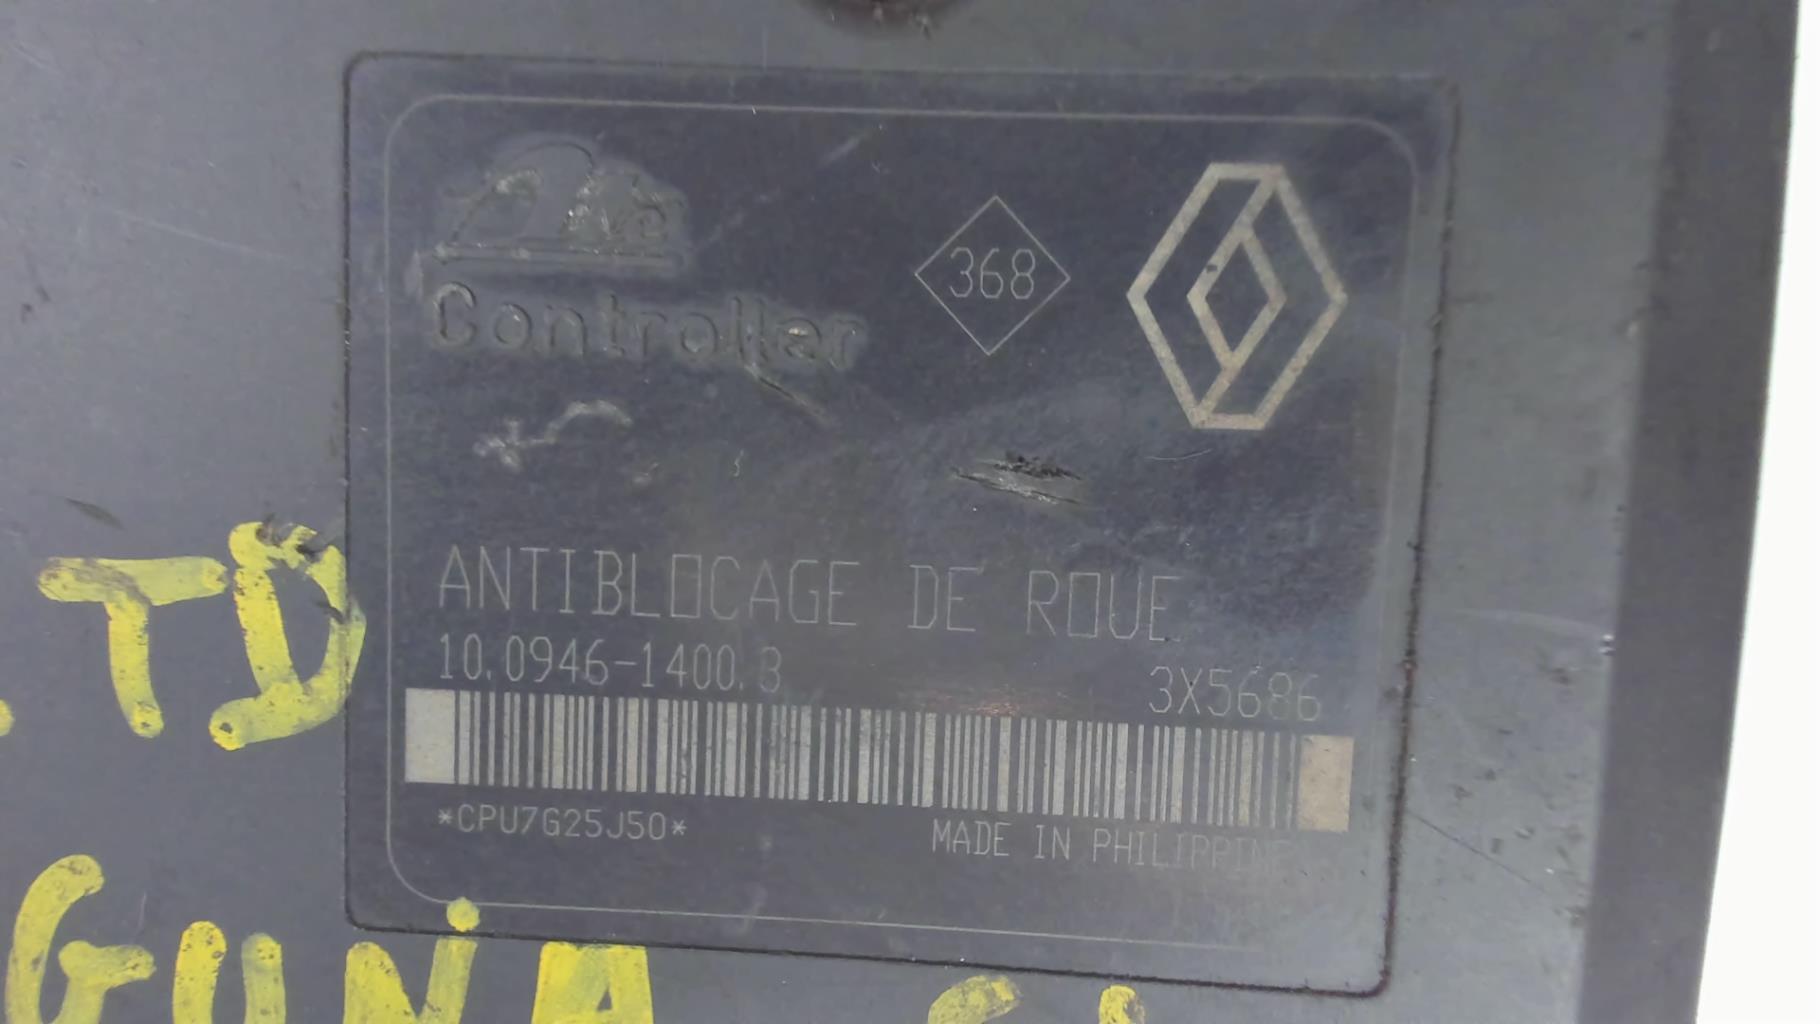 Controller
368
ANTIBLOCAGE DE ROUE
10.0946-1400.3
3X5686
*CPU7G25J50*
MADE IN PHILIPPINE
TD
GUNA